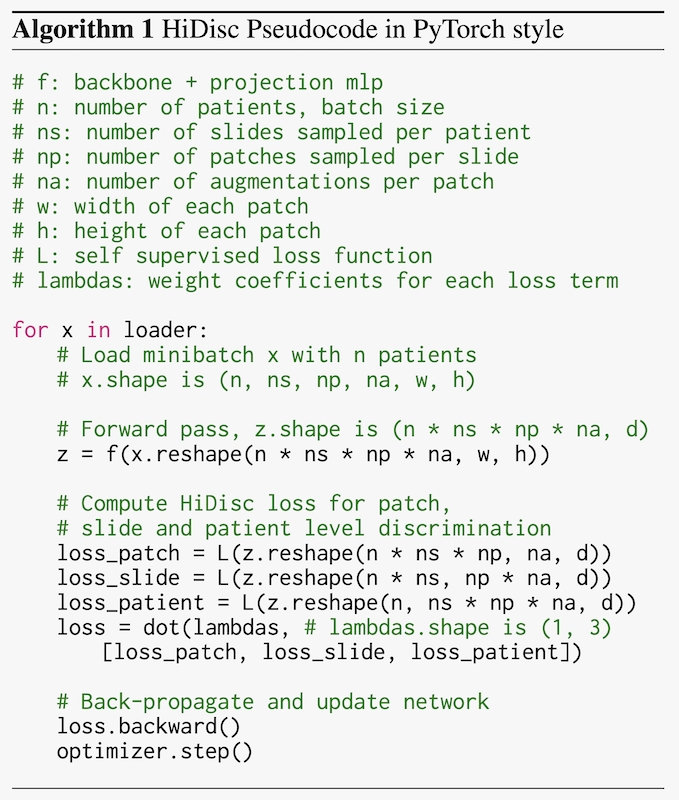 Algorithm 1 HiDisc Pseudocode in PyTorch style
# f: backbone + projection mlp
# n: number of patients, batch size
# ns: number of slides sampled per patient
# np: number of patches sampled per slide
# na: number of augmentations per patch
# w: width of each patch
# h: height of each patch
# L: self supervised loss function
# lambdas: weight coefficients for each loss term
for x in loader:
# Load minibatch x with n patients
# x.shape is (n, ns, np, na, w, h)
# Forward pass, z.shape is (n * ns * np * na, d)
z = f(x.reshape(n * ns * np * na, w, h))
# Compute HiDisc loss for patch,
# slide and patient level discrimination
loss_patch = L(z.reshape(n * ns * np, na, d))
loss_slide = L(z.reshape(n * ns, np * na, d))
loss_patient = L(z.reshape(n, ns * np * na, d))
loss = dot(lambdas, # lambdas.shape is (1, 3)
[loss_patch, loss_slide, loss_patient])
# Back-propagate and update network
loss.backward()
optimizer.step()